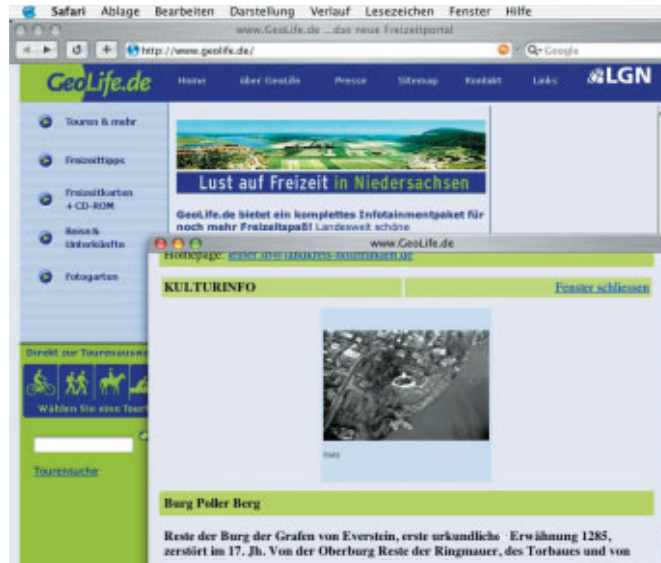 Safari Ablage Bearbeiten Darstellung Verlauf Lesezeichen Fenster Hilfe
www.GeoLife.de ...das neue Freizeitportal
http://www.geolife.de/
Q- Google
GeoLife.de
Home über GeoLife Presse Sitemap Kontakt Links
LGN
Touren & mehr
Freizeittipps
Freizeitkarten
+CD-ROM
Reise &
Unterkünfte
Fotogarten
Direkt zur
Wählen Sie eine
Tourensuche
Lust auf Freizeit in Niedersachsen
GeoLife.de bietet ein komplettes Infotainmentpaket für
noch mehr Freizeitspaß! Landesweit schöne
www.GeoLife.de
Homepage:
KULTURINFO
Fenster schliessen
Burg Poller Berg
Reste der Burg der Grafen von Everstein, erste urkundliche Erwähnung 1285,
zerstört im 17. Jh. Von der Oberburg Reste der Ringmauer, des Torbaues und von